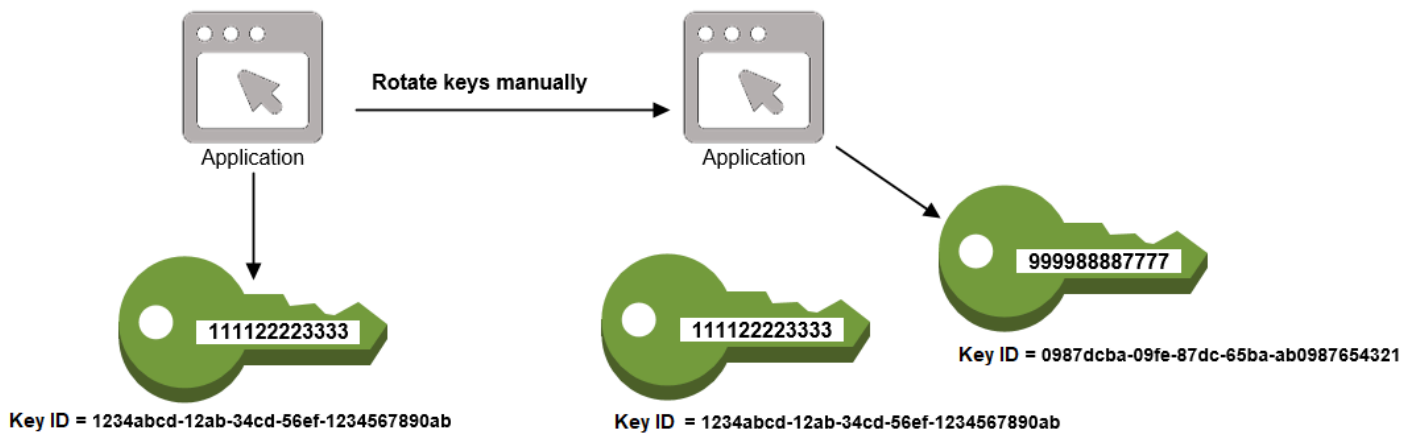 Rotate keys manually
Application
Application
999988887777
111122223333
111122223333
Key ID = 0987dcba-09fe-87dc-65ba-ab0987654321
Key ID = 1234abcd-12ab-34cd-56ef-1234567890ab
Key ID = 1234abcd-12ab-34cd-56ef-1234567890ab